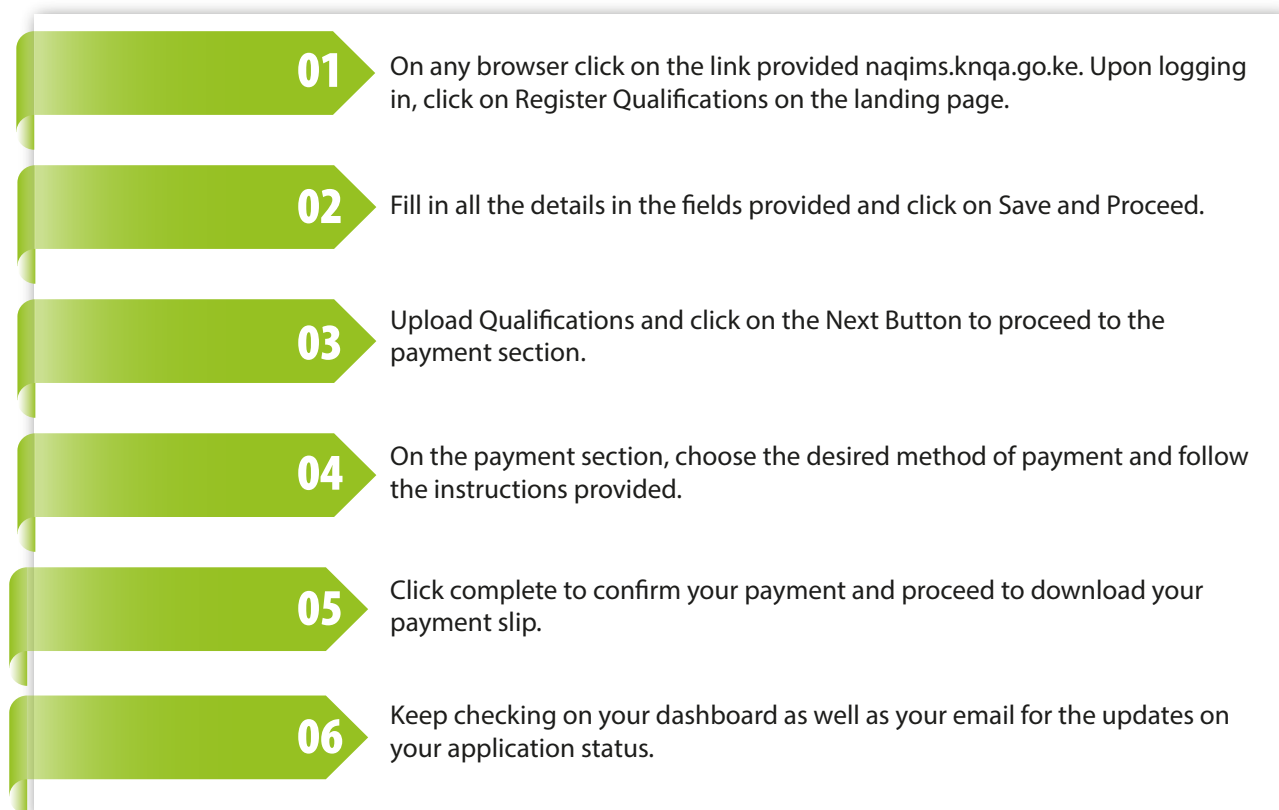 01
On any browser click on the link provided naqims.knqa.go.ke. Upon logging
in, click on Register Qualifications on the landing page.
02
Fill in all the details in the fields provided and click on Save and Proceed.
03
Upload Qualifications and click on the Next Button to proceed to the
payment section.
04
On the payment section, choose the desired method of payment and follow
the instructions provided.
05
Click complete to confirm your payment and proceed to download your
payment slip.
06
Keep checking on your dashboard as well as your email for the updates on
your application status.